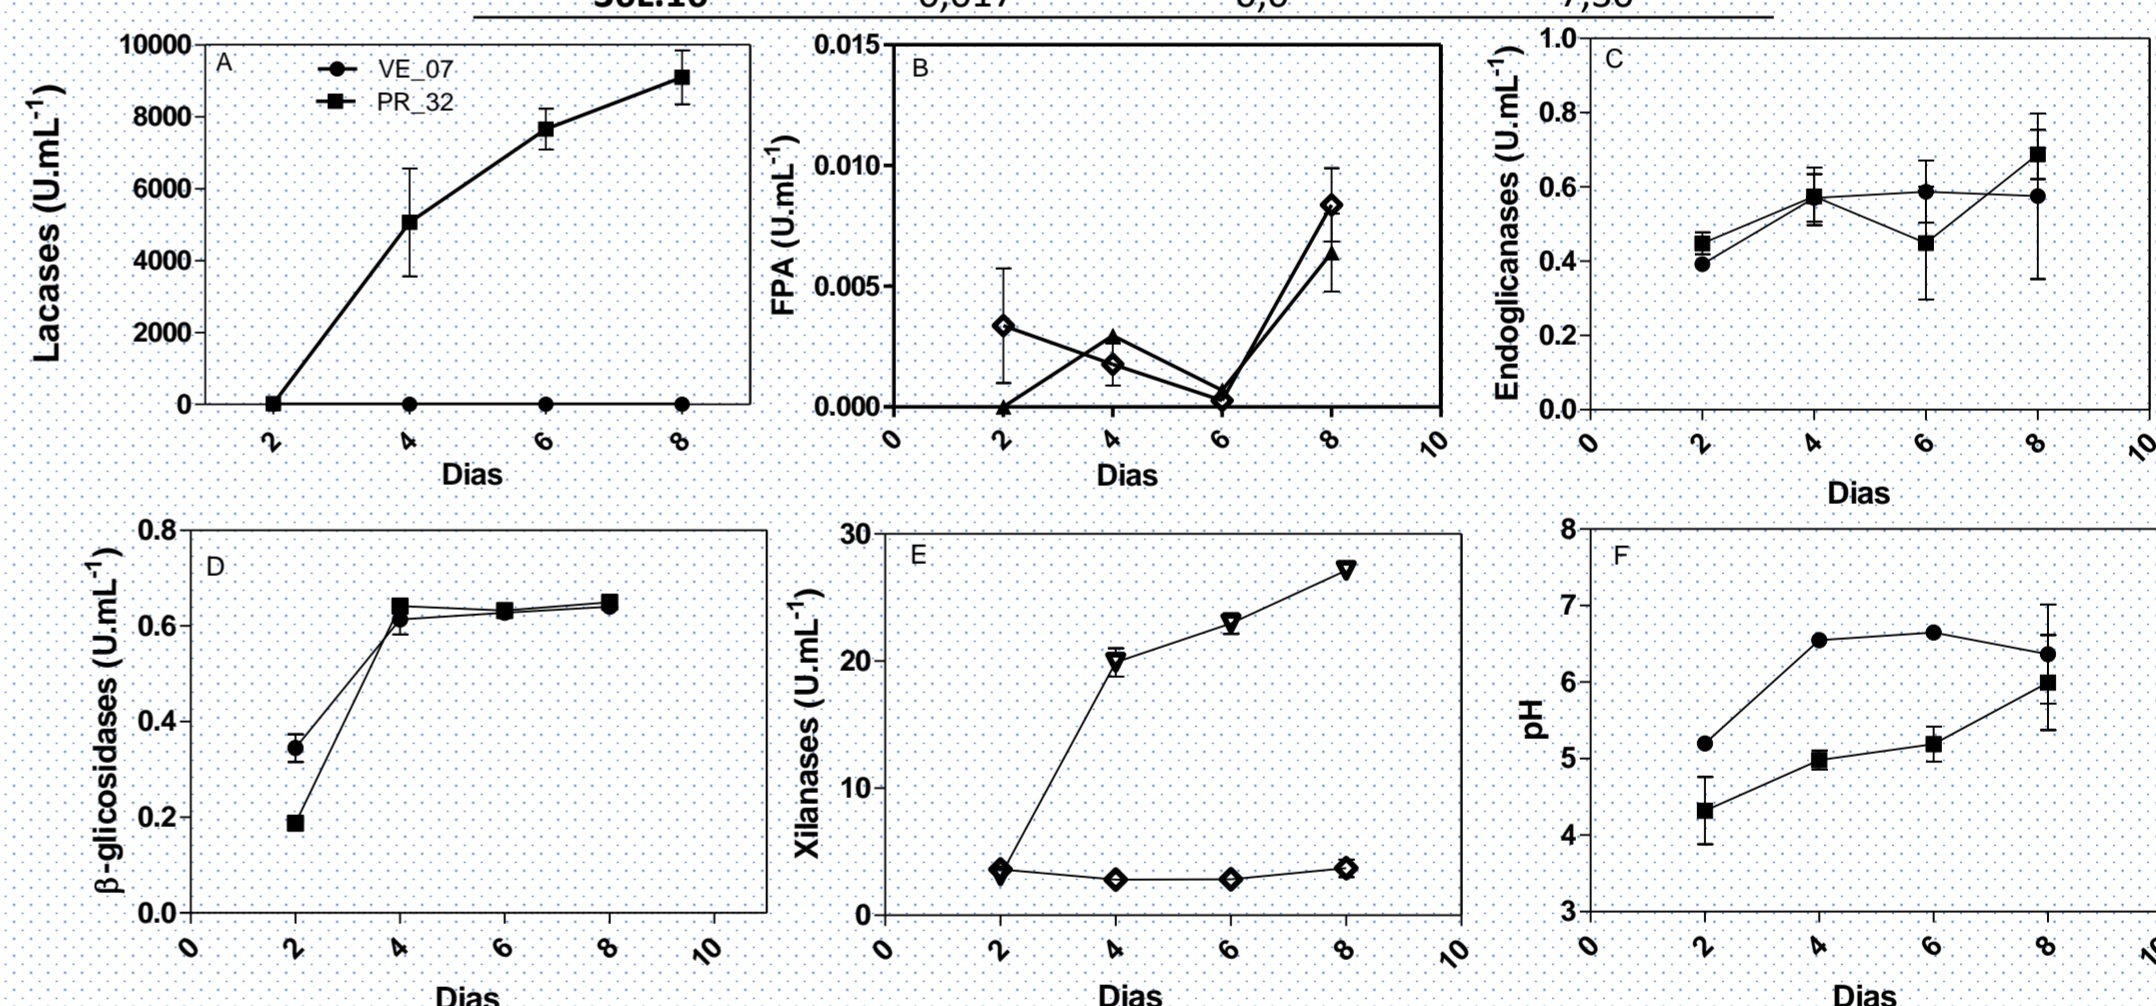 A
VE_07
PR_32
Lacases (U.mL-1)
10000
8000
6000
4000
2000
0
2 4 6 8
Dias
B
FPA (U.mL-1)
0.015
0.010
0.005
0.000
0 2 4 6 8 10
Dias
C
Endoglicanases (U.mL-1)
1.0
0.8
0.6
0.4
0.2
0.0
0 2 4 6 8 10
Dias
D
β-glicosidases (U.mL-1)
0.8
0.6
0.4
0.2
0.0
0 2 4 6 8 10
Dias
E
Xilanases (U.mL-1)
30
20
10
0
0 2 4 6 8 10
Dias
F
pH
8
7
6
5
4
3
0 2 4 6 8
Dias